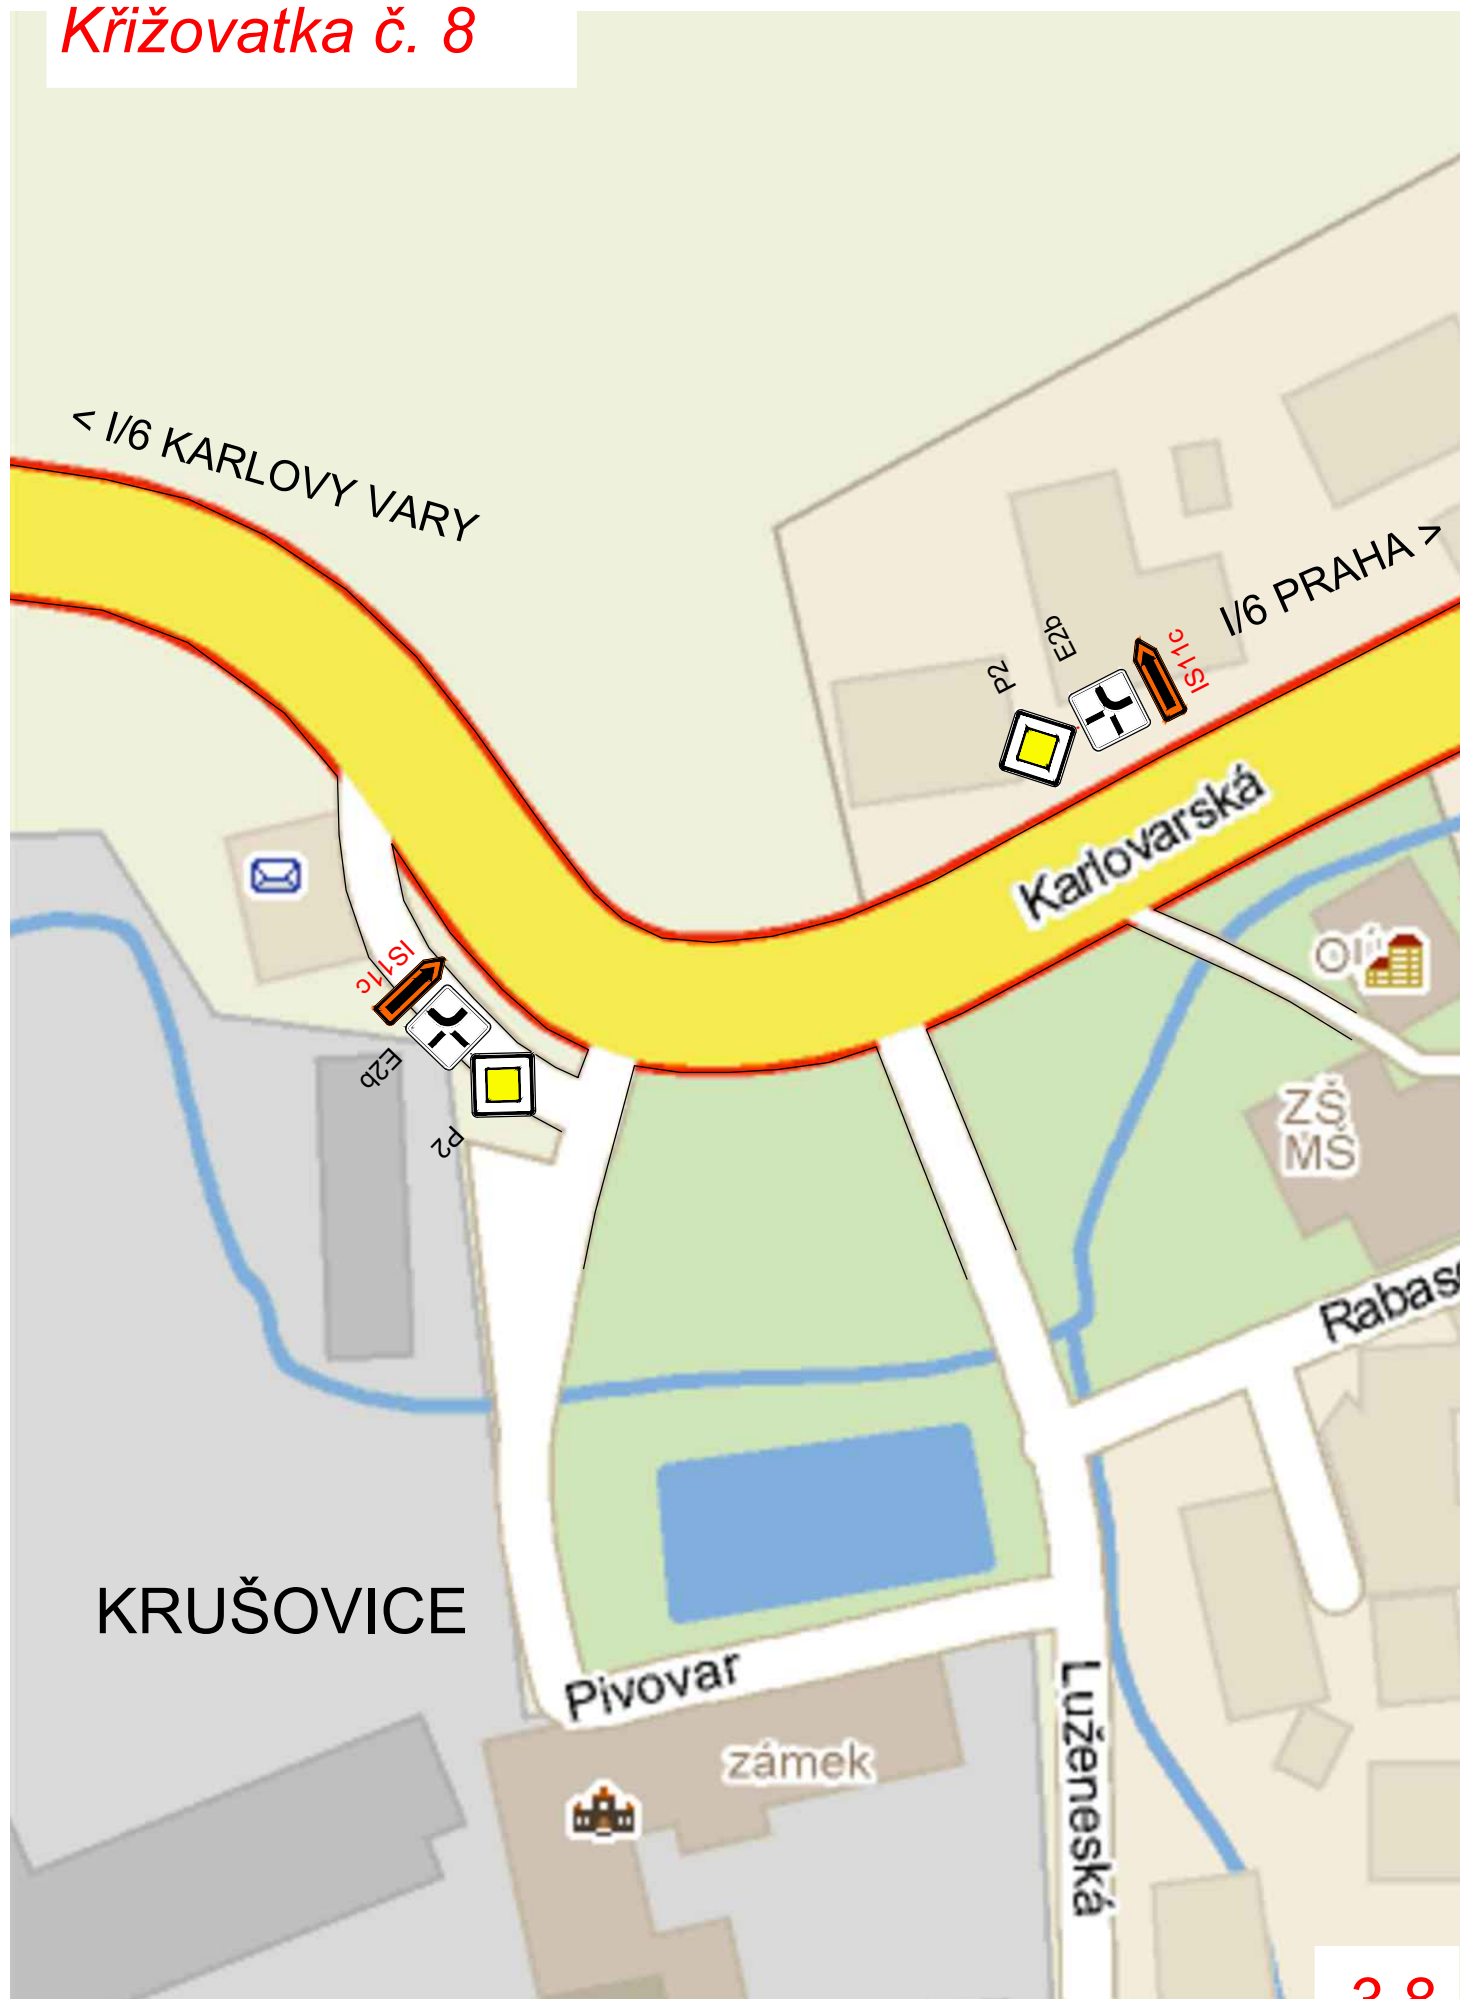 Křižovatka č. 8
< I/6 KARLOVY VARY
I/6 PRAHA >
E2b
IS11c
P2
Karlovarská
IS11c
E2b
P2
ZŠ
MŠ
KRUŠOVICE
Pivovar
zámek
Luženeská